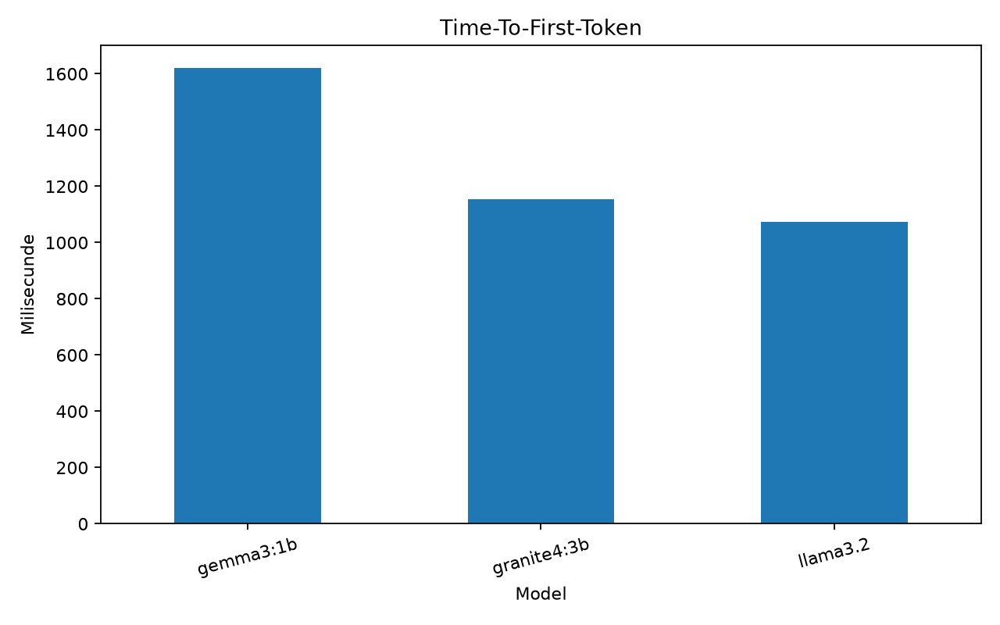 Time-To-First-Token
Milisecunde
1600
1400
1200
1000
800
600
400
200
0
gemma3:1b
granite4:3b
llama3.2
Model